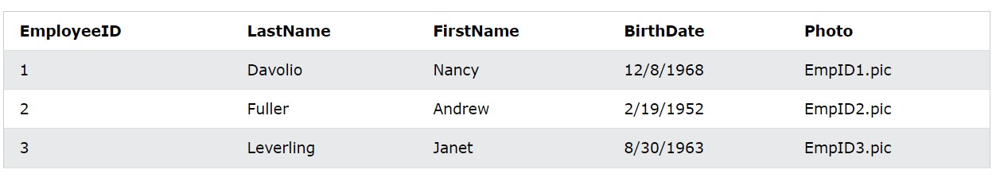 EmployeeID LastName FirstName BirthDate Photo
1 Davolio Nancy 12/8/1968 EmpID1.pic
2 Fuller Andrew 2/19/1952 EmpID2.pic
3 Leverling Janet 8/30/1963 EmpID3.pic